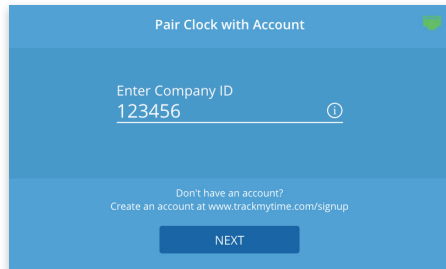 Pair Clock with Account
Enter Company ID
123456
Don't have an account?
Create an account at www.trackmytime.com/signup
NEXT